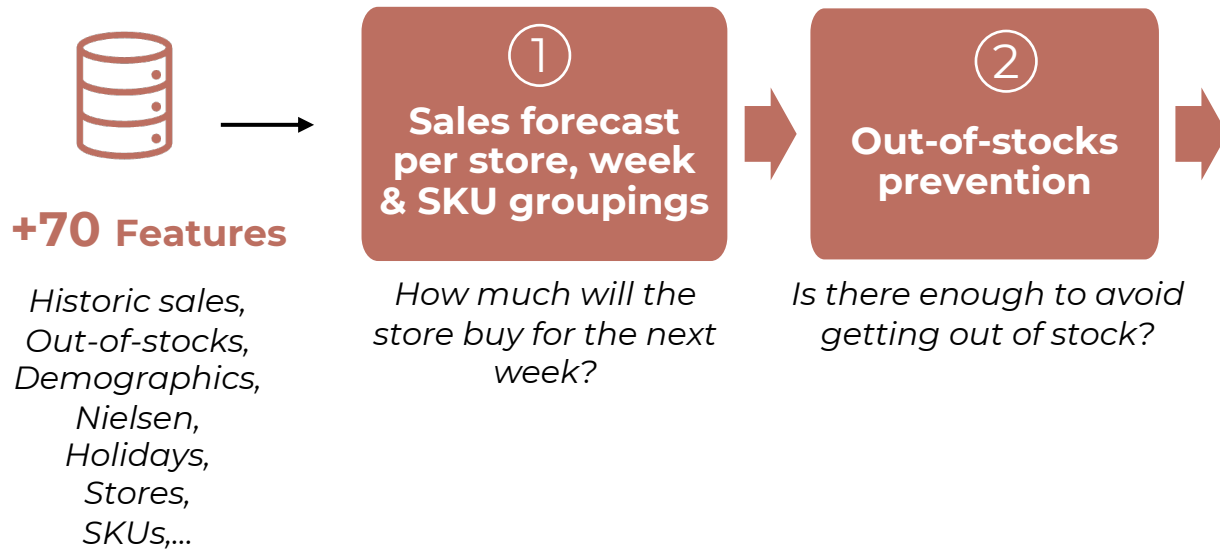 +70 Features
Historic sales,
Out-of-stocks,
Demographics,
Nielsen,
Holidays,
Stores,
SKUs,...
1
Sales forecast
per store, week
& SKU groupings
How much will the
store buy for the next
week?
2
Out-of-stocks
prevention
Is there enough to avoid
getting out of stock?